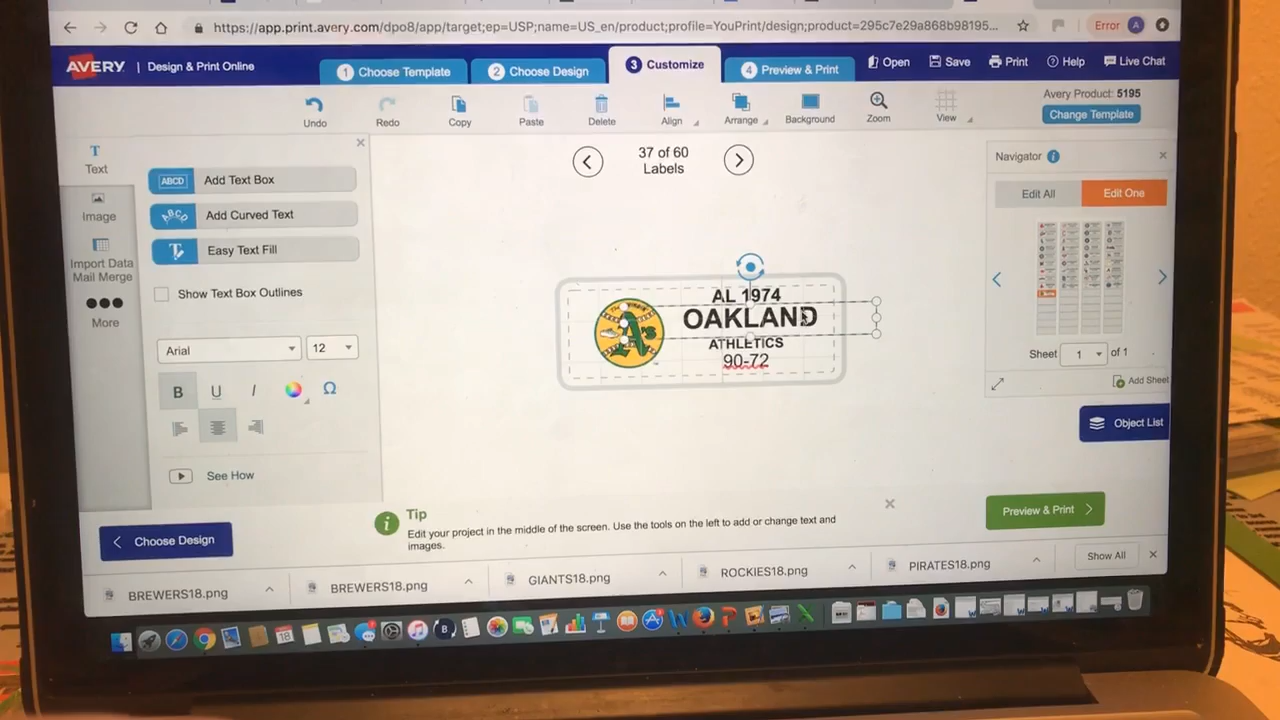 https://app.print.avery.com/dpo8/app/target;ep=USP;name=US_en/product;profile=YouPrint/design;product=295c7e29a868b98195...
Error A
AVERY | Design & Print Online
1 Choose Template
2 Choose Design
3 Customize
4 Preview & Print
Open
Save
Print
Help
Live Chat
Undo
Redo
Copy
Paste
Delete
Align
Arrange
Background
Zoom
View
Avery Product: 5195
Change Template
Text
Image
Import Data
Mail Merge
More
ABCD Add Text Box
ABCD Add Curved Text
Easy Text Fill
Show Text Box Outlines
Arial
12
B U I Ω
See How
37 of 60
Labels
A's
AL 1974
OAKLAND
ATHLETICS
90-72
Navigator
Edit All
Edit One
Sheet 1 of 1
Add Sheet
Object List
Choose Design
Tip
Edit your project in the middle of the screen. Use the tools on the left to add or change text and
images.
Preview & Print
BREWERS18.png
BREWERS18.png
GIANTS18.png
ROCKIES18.png
PIRATES18.png
Show All
18